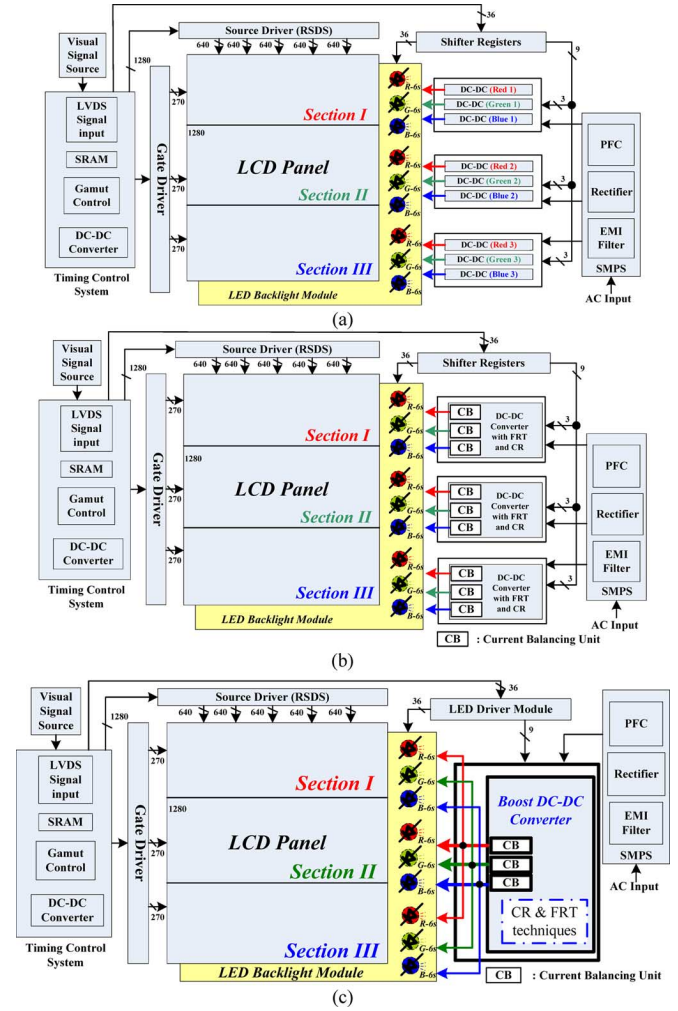 36
Visual
Signal
Source
1280
Source Driver (RSDS)
640 640 640 640 640
Shifter Registers
36
9
LVDS
Signal
input
SRAM
Gamut
Control
DC-DC
Converter
Timing Control
System
Gate Driver
270
270
270
1280
Section I
LCD Panel
Section II
Section III
LED Backlight Module
R-6s
G-6s
B-6s
R-6s
G-6s
B-6s
R-6s
G-6s
B-6s
DC-DC (Red 1)
DC-DC (Green 1)
DC-DC (Blue 1)
3
DC-DC (Red 2)
DC-DC (Green 2)
DC-DC (Blue 2)
3
DC-DC (Red 3)
DC-DC (Green 3)
DC-DC (Blue 3)
3
PFC
Rectifier
EMI
Filter
SMPS
AC Input
(a)
36
Visual
Signal
Source
1280
Source Driver (RSDS)
640 640 640 640 640
Shifter Registers
36
9
LVDS
Signal
input
SRAM
Gamut
Control
DC-DC
Converter
Timing Control
System
Gate Driver
270
270
270
1280
Section I
LCD Panel
Section II
Section III
LED Backlight Module
R-6s
G-6s
B-6s
R-6s
G-6s
B-6s
R-6s
G-6s
B-6s
CB
CB
CB
DC-DC
Converter
with FRT
and CR
3
CB
CB
CB
DC-DC
Converter
with FRT
and CR
3
CB
CB
CB
DC-DC
Converter
with FRT
and CR
3
PFC
Rectifier
EMI
Filter
SMPS
AC Input
CB : Current Balancing Unit
(b)
36
Visual
Signal
Source
1280
Source Driver (RSDS)
640 640 640 640 640
LED Driver Module
36
9
LVDS
Signal
input
SRAM
Gamut
Control
DC-DC
Converter
Timing Control
System
Gate Driver
270
270
270
1280
Section I
LCD Panel
Section II
Section III
LED Backlight Module
R-6s
G-6s
B-6s
R-6s
G-6s
B-6s
R-6s
G-6s
B-6s
Boost DC-DC
Converter
CB
CB
CB
CR & FRT
techniques
PFC
Rectifier
EMI
Filter
SMPS
AC Input
CB : Current Balancing Unit
(c)